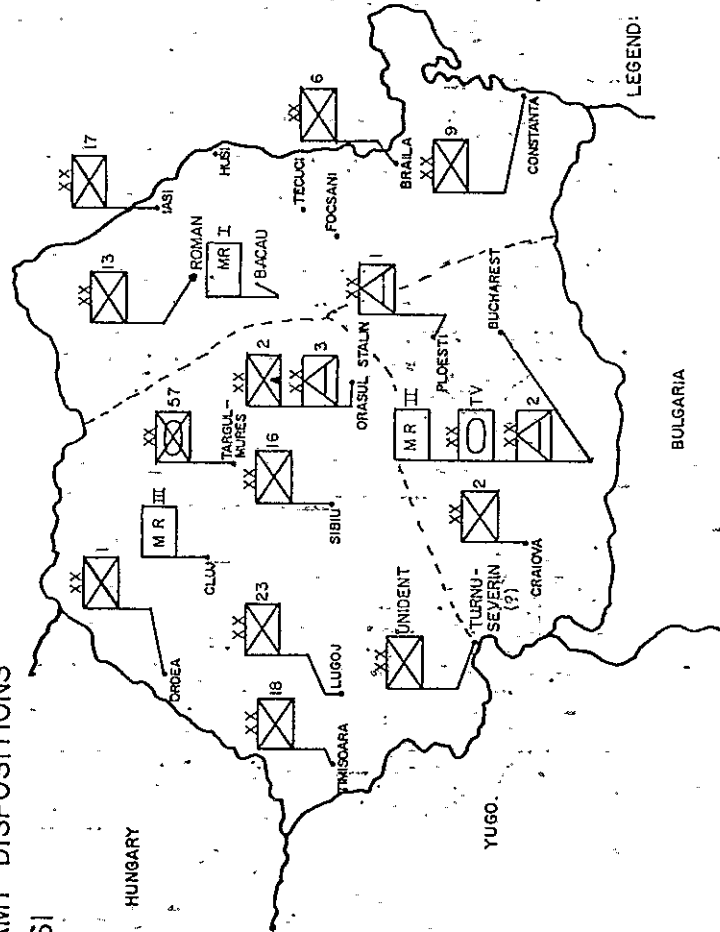 DISPOSITIONS
HUNGARY
YUGO.
BULGARIA
LEGEND:
XX
17
IASI
HUSI
XX
13
ROMAN
MR I
BACAU
TECUCI
FOCSANI
XX
6
BRAILA
XX
9
CONSTANTA
XX
1
PLOESTI
BUCHAREST
MR II
XX
TV
XX
2
XX
2
XX
3
ORASUL STALIN
XX
57
TARGUL-
MURES
XX
16
SIBIU
MR III
CLUJ
XX
1
ORDEA
XX
23
LUGOJ
XX
18
TIMISOARA
XX
UNIDENT
TURNU-
SEVERIN
(?)
XX
2
CRAIOVA